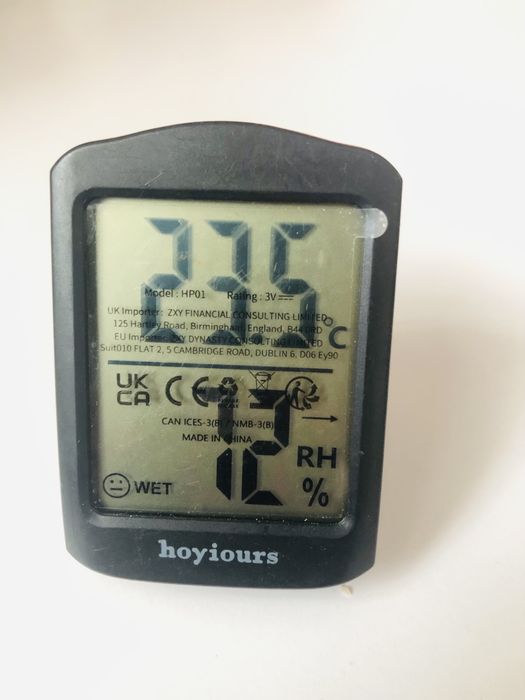 23.5
°C
Model : HP01 Rating : 3V
UK Importer: ZXY FINANCIAL CONSULTING LIMITED
125 Hartley Road, Birmingham, England, B44
EU Importer: ZXY DYNASTY CONSULTING LIMITED
Suit010 FLAT 2, 5 CAMBRIDGE ROAD, DUBLIN 6, D06 Ey90
UK
CA
CE
CAN ICES-3(B) / NMB-3(B)
MADE IN CHINA
RH
%
WET
hoyiours